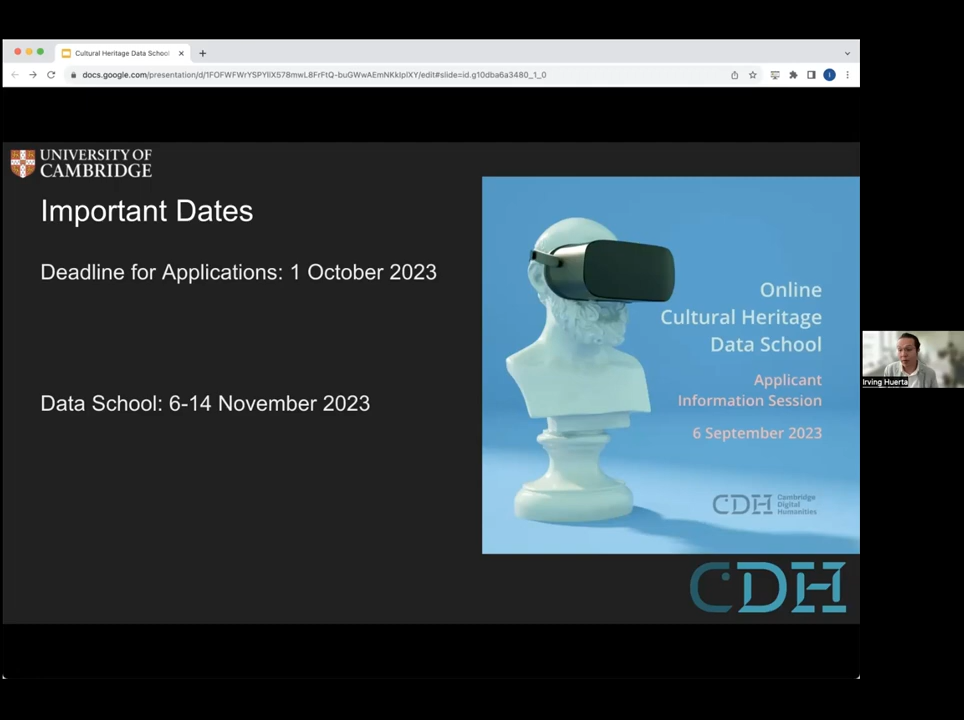 Cultural Heritage Data School
docs.google.com/presentation/d/1FOFWFWrYSPYllX578mwL8FrFtQ-buGWwAEmNKkIpIXY/edit#slide=id.g10dba6a3480_1_0
UNIVERSITY OF
CAMBRIDGE
Important Dates
Deadline for Applications: 1 October 2023
Data School: 6-14 November 2023
Online
Cultural Heritage
Data School
Applicant
Information Session
6 September 2023
CDH
Cambridge
Digital
Humanities
CDH
Irving Huerta